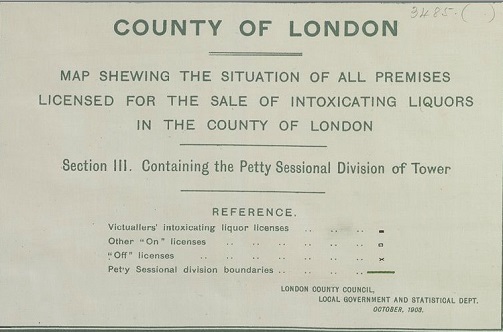 3485.( )
COUNTY OF LONDON
MAP SHEWING THE SITUATION OF ALL PREMISES
LICENSED FOR THE SALE OF INTOXICATING LIQUORS
IN THE COUNTY OF LONDON
Section III. Containing the Petty Sessional Division of Tower
REFERENCE.
Victuallers' intoxicating liquor licenses .. .. ..
Other "On" licenses .. .. .. .. .. ..
"Off" licenses .. .. .. .. .. .. .. x
Petty Sessional division boundaries .. .. .. ..
LONDON COUNTY COUNCIL,
LOCAL GOVERNMENT AND STATISTICAL DEPT.
OCTOBER, 1903.